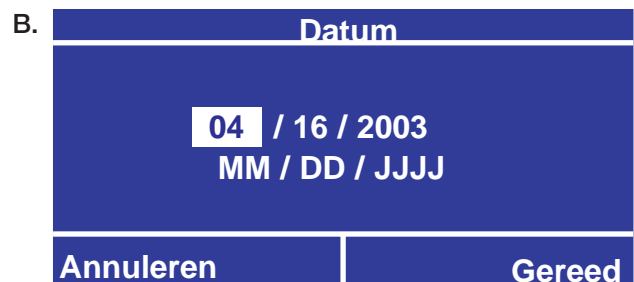 B.
Datum
04 / 16 / 2003
MM / DD / JJJJ
Annuleren Gereed